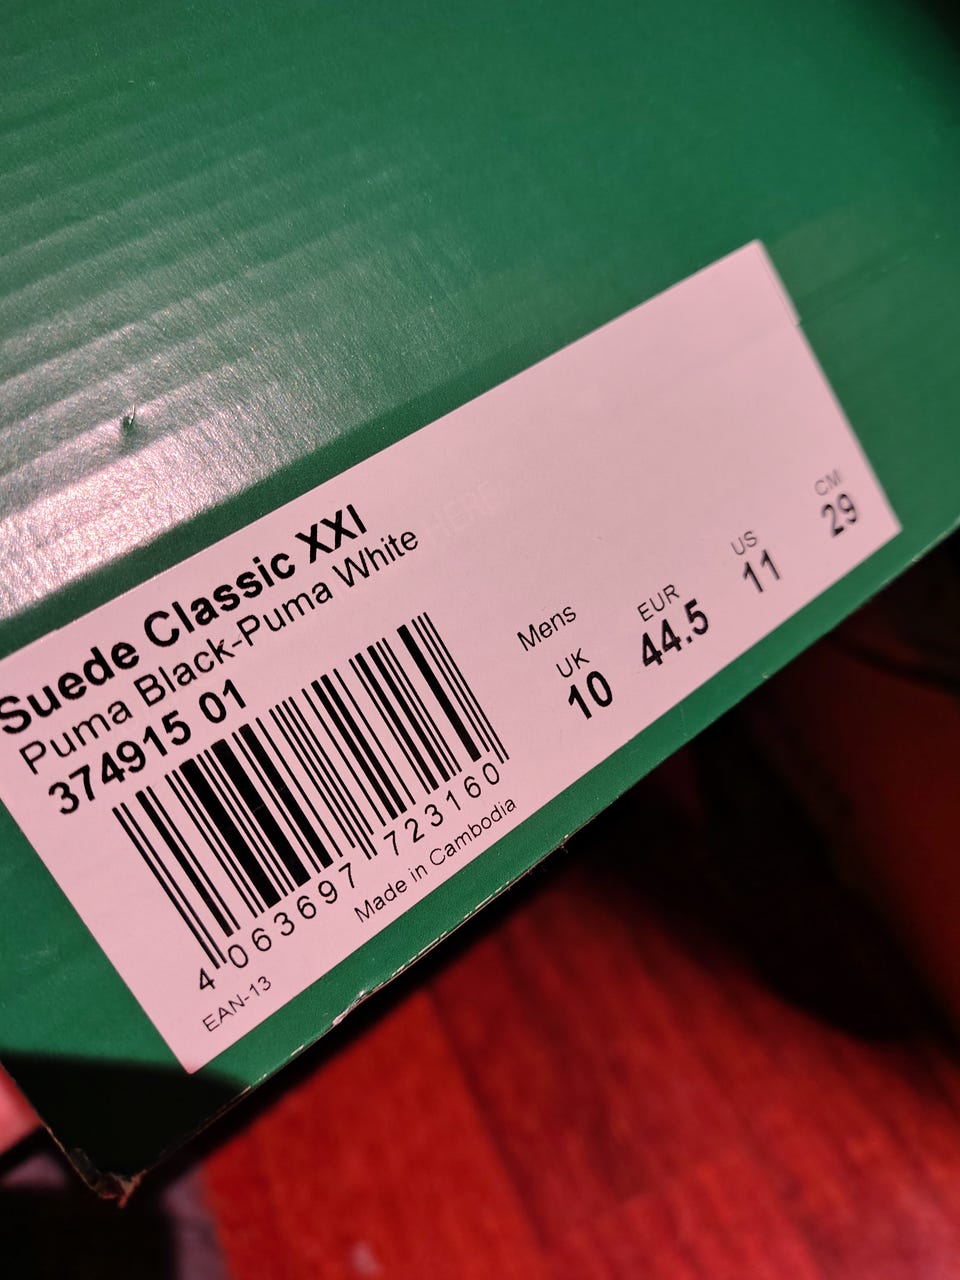 Suede Classic XXI
Puma Black-Puma White
374915 01
4 063697 723160
EAN-13
Made in Cambodia
Mens
UK EUR US CM
10 44.5 11 29
HERE